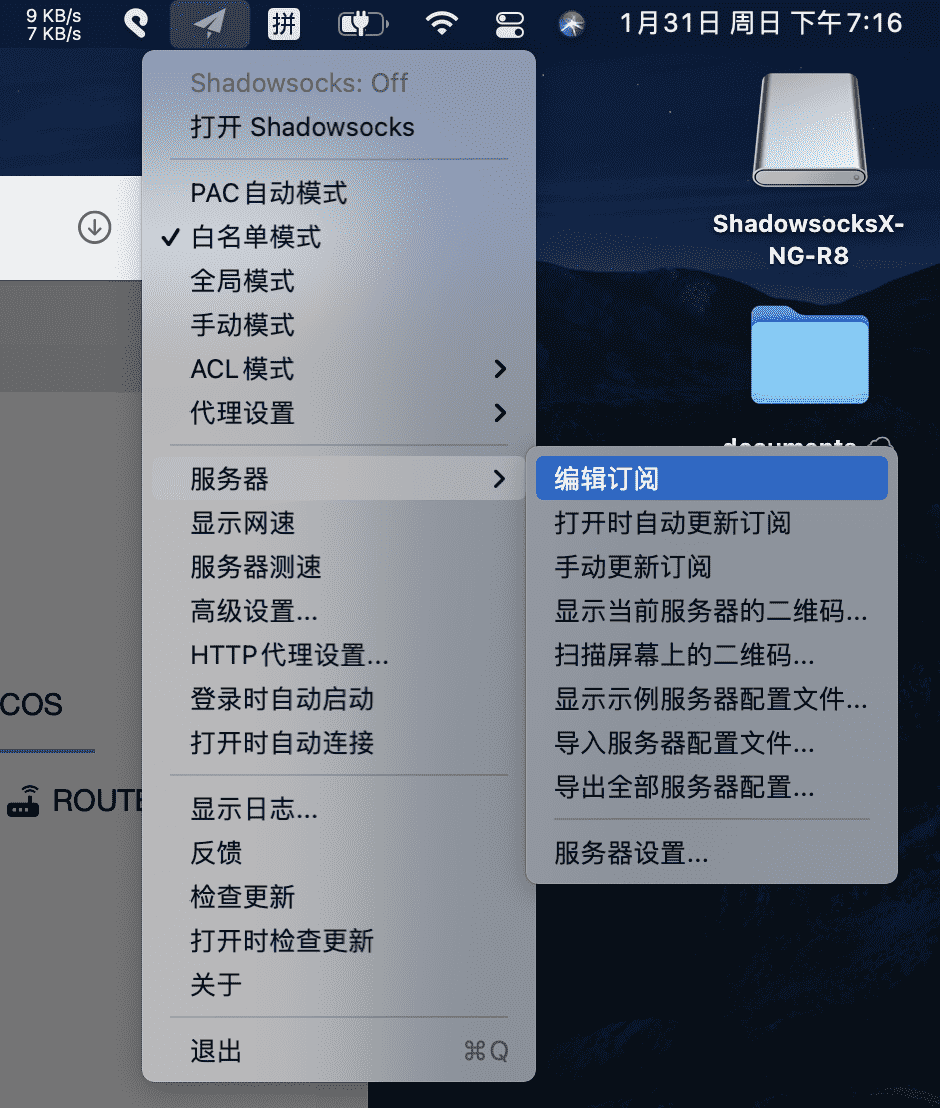 9 KB/s
7 KB/s
拼
1月31日 周日 下午7:16
Shadowsocks: Off
打开 Shadowsocks
PAC自动模式
✓ 白名单模式
全局模式
手动模式
ACL模式
代理设置
服务器
显示网速
服务器测速
高级设置...
HTTP代理设置...
登录时自动启动
打开时自动连接
显示日志...
反馈
检查更新
打开时检查更新
关于
退出 ⌘Q
编辑订阅
打开时自动更新订阅
手动更新订阅
显示当前服务器的二维码...
扫描屏幕上的二维码...
显示示例服务器配置文件...
导入服务器配置文件...
导出全部服务器配置...
服务器设置...
ShadowsocksX-
NG-R8
documents
COS
ROUTE